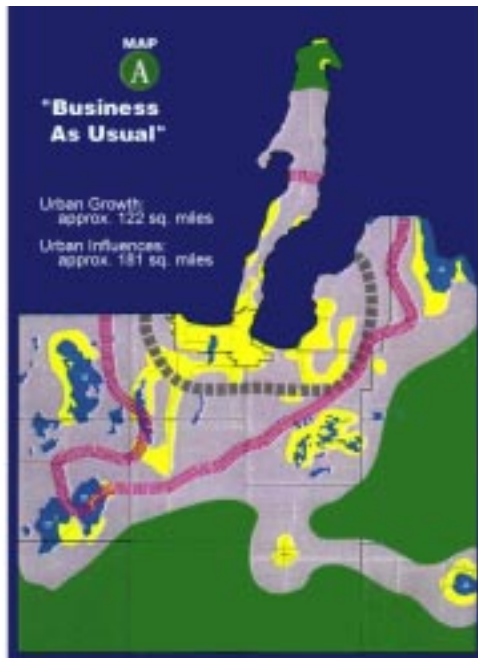 MAP
A
"Business
As Usual"
Urban Growth:
approx. 122 sq. miles
Urban Influences:
approx. 181 sq. miles